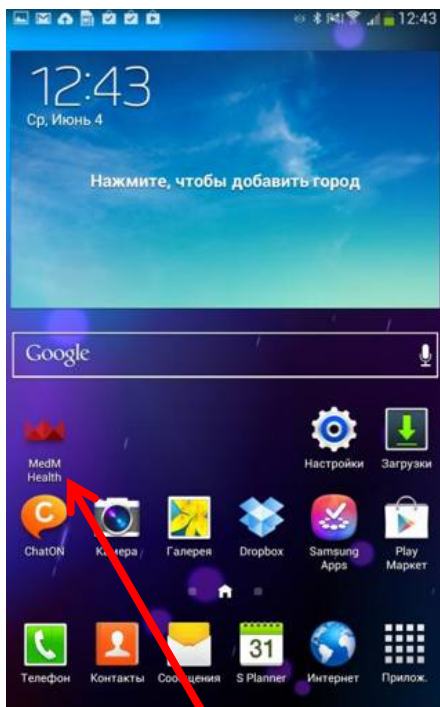 12:43
12:43
Ср, Июнь 4
Нажмите, чтобы добавить город
Google
MedM
Health
Настройки
Загрузки
ChatON
Камера
Галерея
Dropbox
Samsung
Apps
Play
Маркет
31
Телефон
Контакты
Сообщения
S Planner
Интернет
Прилож.